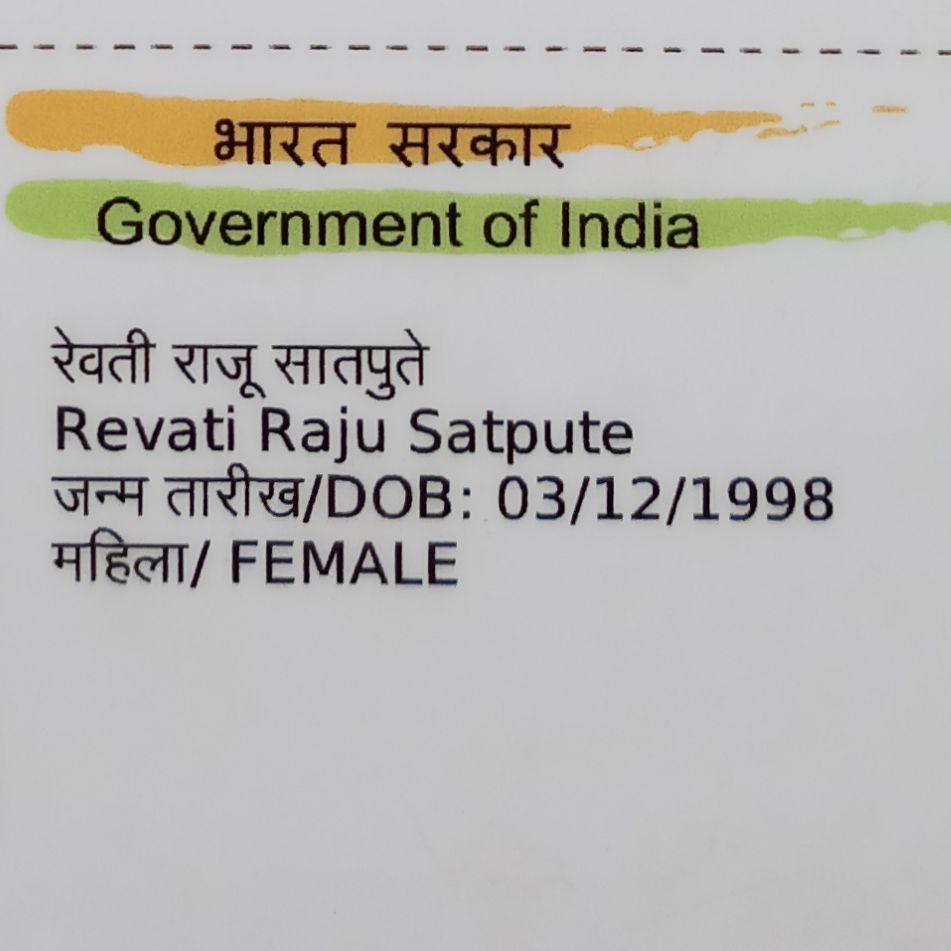 भारत सरकार
Government of India
रेवती राजू सातपुते
Revati Raju Satpute
जन्म तारीख/DOB: 03/12/1998
महिला/ FEMALE